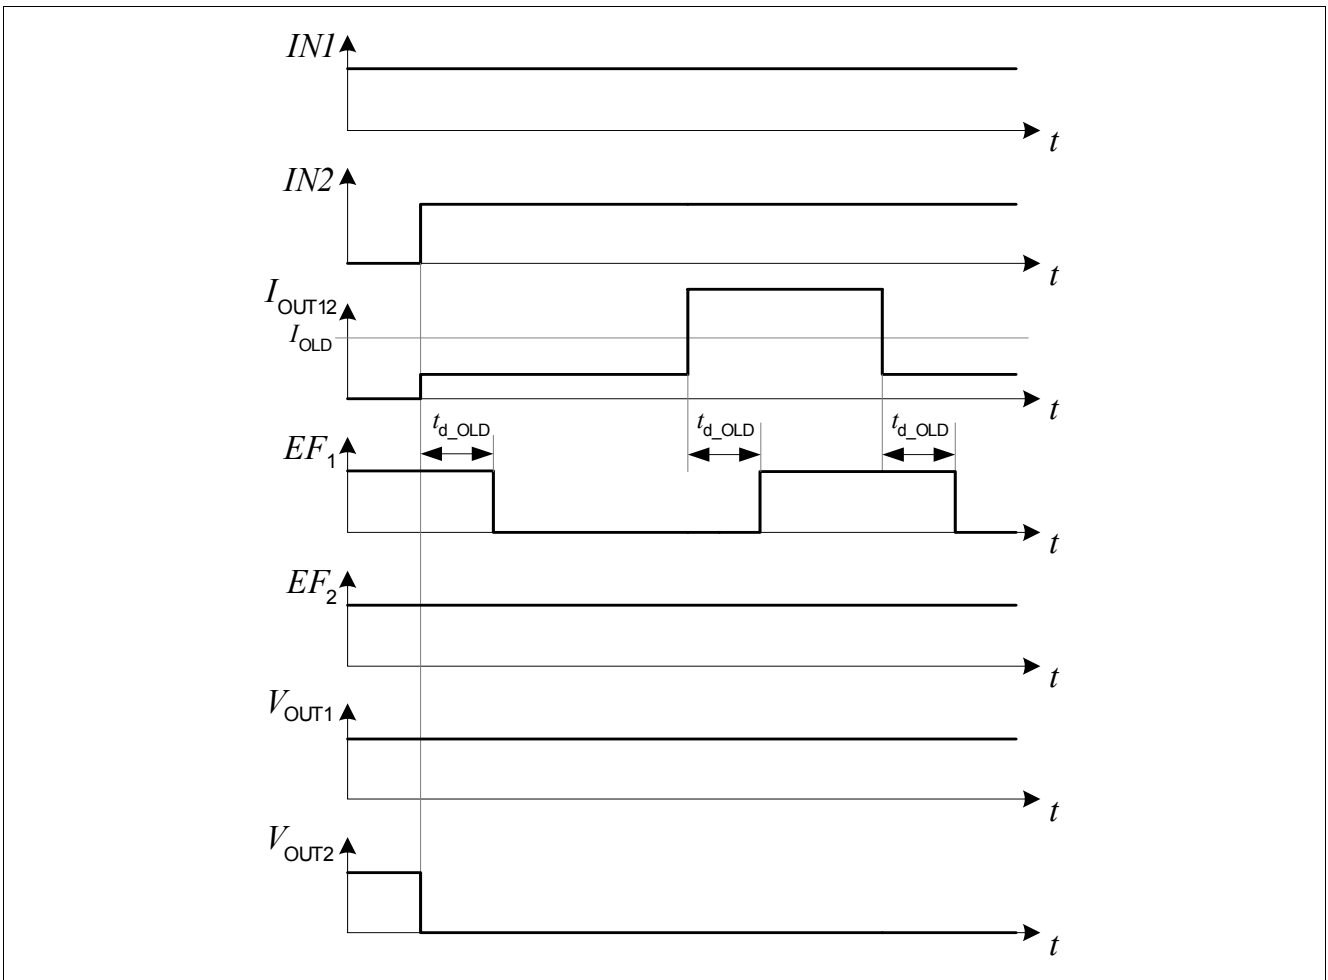 IN1
t
IN2
t
I_OUT12
I_OLD
t
t_d_OLD t_d_OLD t_d_OLD
EF_1
t
EF_2
t
V_OUT1
t
V_OUT2
t